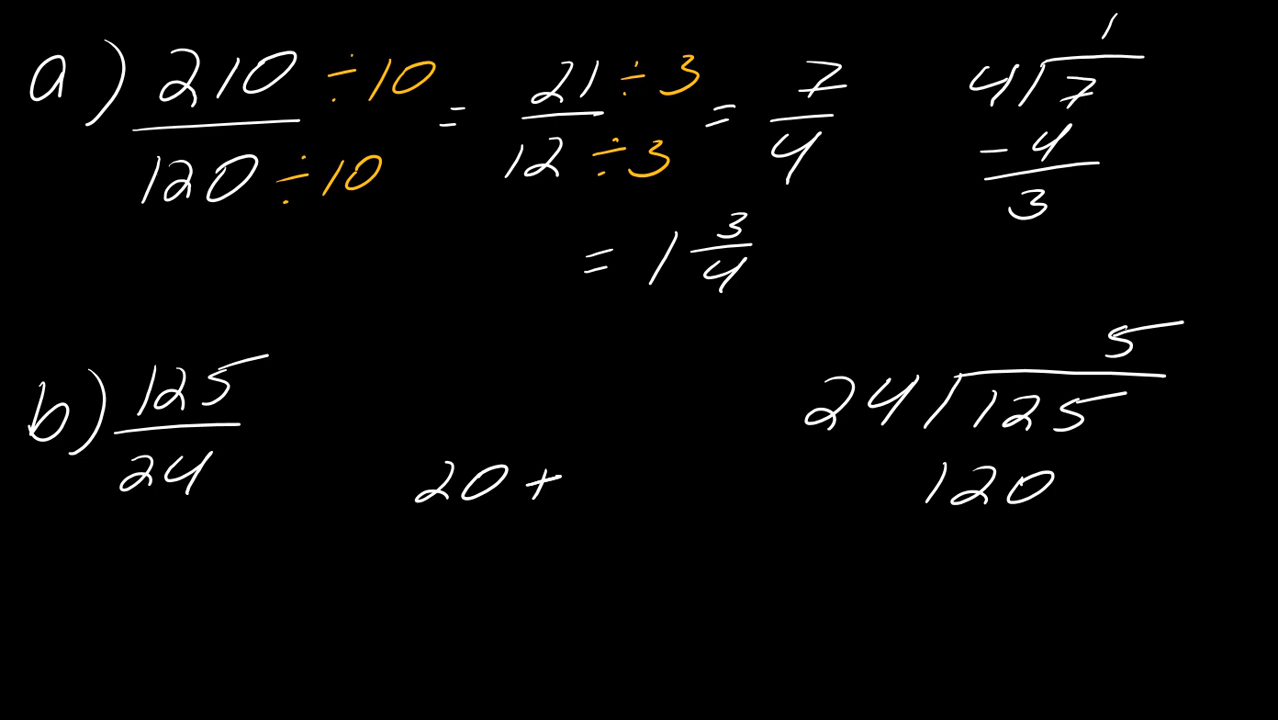 a) 210 ÷10 / 120 ÷10 = 21 ÷3 / 12 ÷3 = 7/4
= 1 3/4
1
4)7
- 4
3
b) 125/24
20 +
5
24)125
120